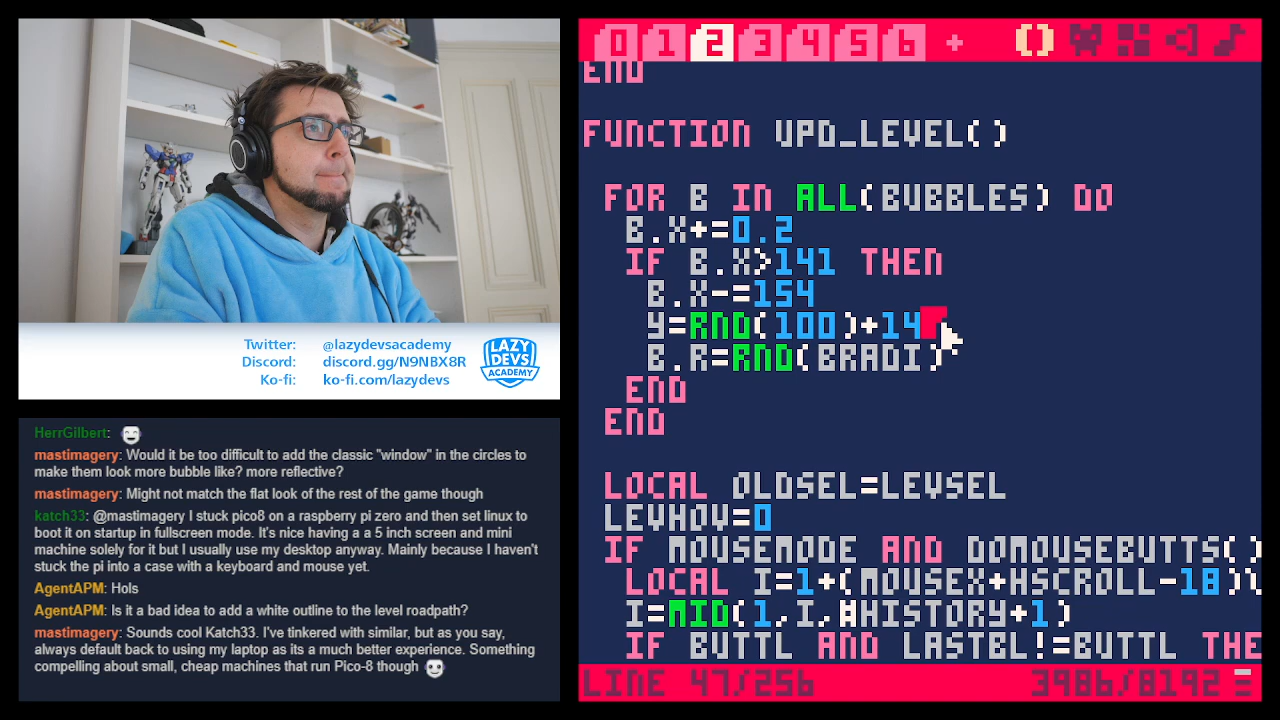 Twitter: @lazydevsacademy
Discord: discord.gg/N9NBX8R
Ko-fi: ko-fi.com/lazydevs
LAZY
DEVS
ACADEMY
HerrGilbert:
mastimagery: Would it be too difficult to add the classic "window" in the circles to
make them look more bubble like? more reflective?
mastimagery: Might not match the flat look of the rest of the game though
katch33: @mastimagery I stuck pico8 on a raspberry pi zero and then set linux to
boot it on startup in fullscreen mode. It's nice having a a 5 inch screen and mini
machine solely for it but I usually use my desktop anyway. Mainly because I haven't
stuck the pi into a case with a keyboard and mouse yet.
AgentAPM: Hols
AgentAPM: Is it a bad idea to add a white outline to the level roadpath?
mastimagery: Sounds cool Katch33. I've tinkered with similar, but as you say,
always default back to using my laptop as its a much better experience. Something
compelling about small, cheap machines that run Pico-8 though
0 1 2 3 4 5 6 + ()
END
FUNCTION UPD_LEVEL()
FOR B IN ALL(BUBBLES) DO
B.X+=0.2
IF B.X>141 THEN
B.X-=154
Y=RND(100)+14
B.R=RND(BRADI)
END
END
LOCAL OLDSEL=LEVSEL
LEVHOV=0
IF MOUSEMODE AND DOMOUSEBUTTS()
LOCAL I=1+(MOUSEX+HSCROLL-18)\
I=MID(1,I,#HISTORY+1)
IF BUTTL AND LASTBL!=BUTTL THE
LINE 47/256 3986/8192